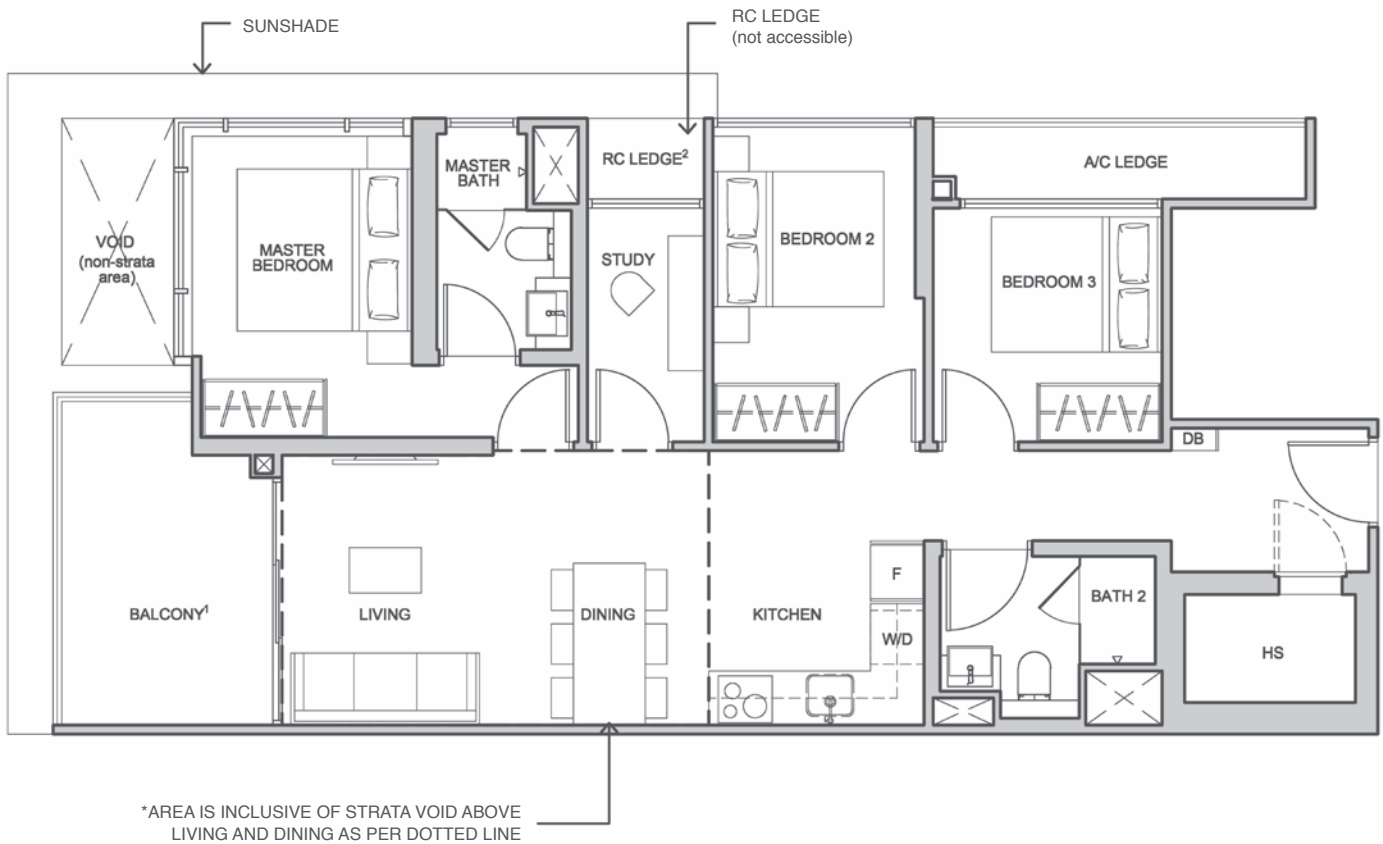 SUNSHADE
RC LEDGE
(not accessible)
MASTER
BATH
RC LEDGE²
A/C LEDGE
VOID
(non-strata
area)
MASTER
BEDROOM
STUDY
BEDROOM 2
BEDROOM 3
DB
BALCONY¹
LIVING
DINING
KITCHEN
F
W/D
BATH 2
HS
*AREA IS INCLUSIVE OF STRATA VOID ABOVE
LIVING AND DINING AS PER DOTTED LINE